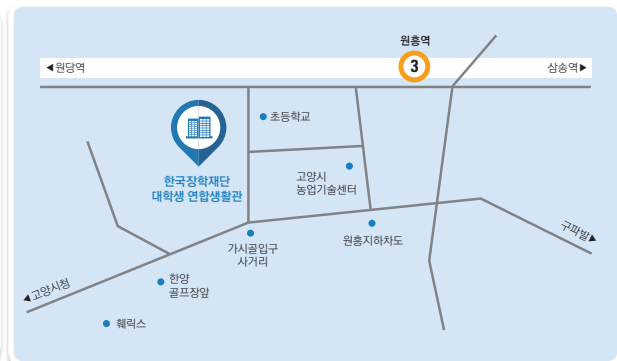 원흥역
◀원당역
3
삼송역▶
초등학교
한국장학재단
대학생 연합생활관
고양시
농업기술센터
가시골입구
사거리
원흥지하차도
구파발▶
◀고양시청
한양
골프장앞
훼릭스